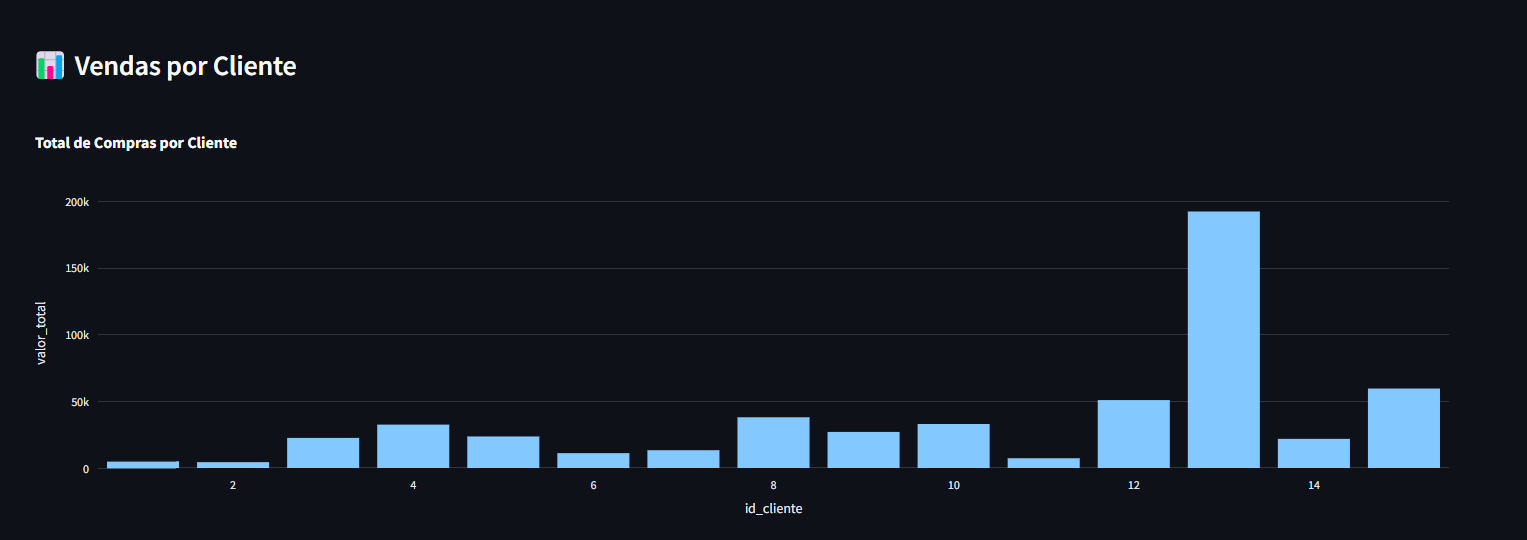 Vendas por Cliente
Total de Compras por Cliente
200k
150k
100k
50k
0
valor_total
2 4 6 8 10 12 14
id_cliente